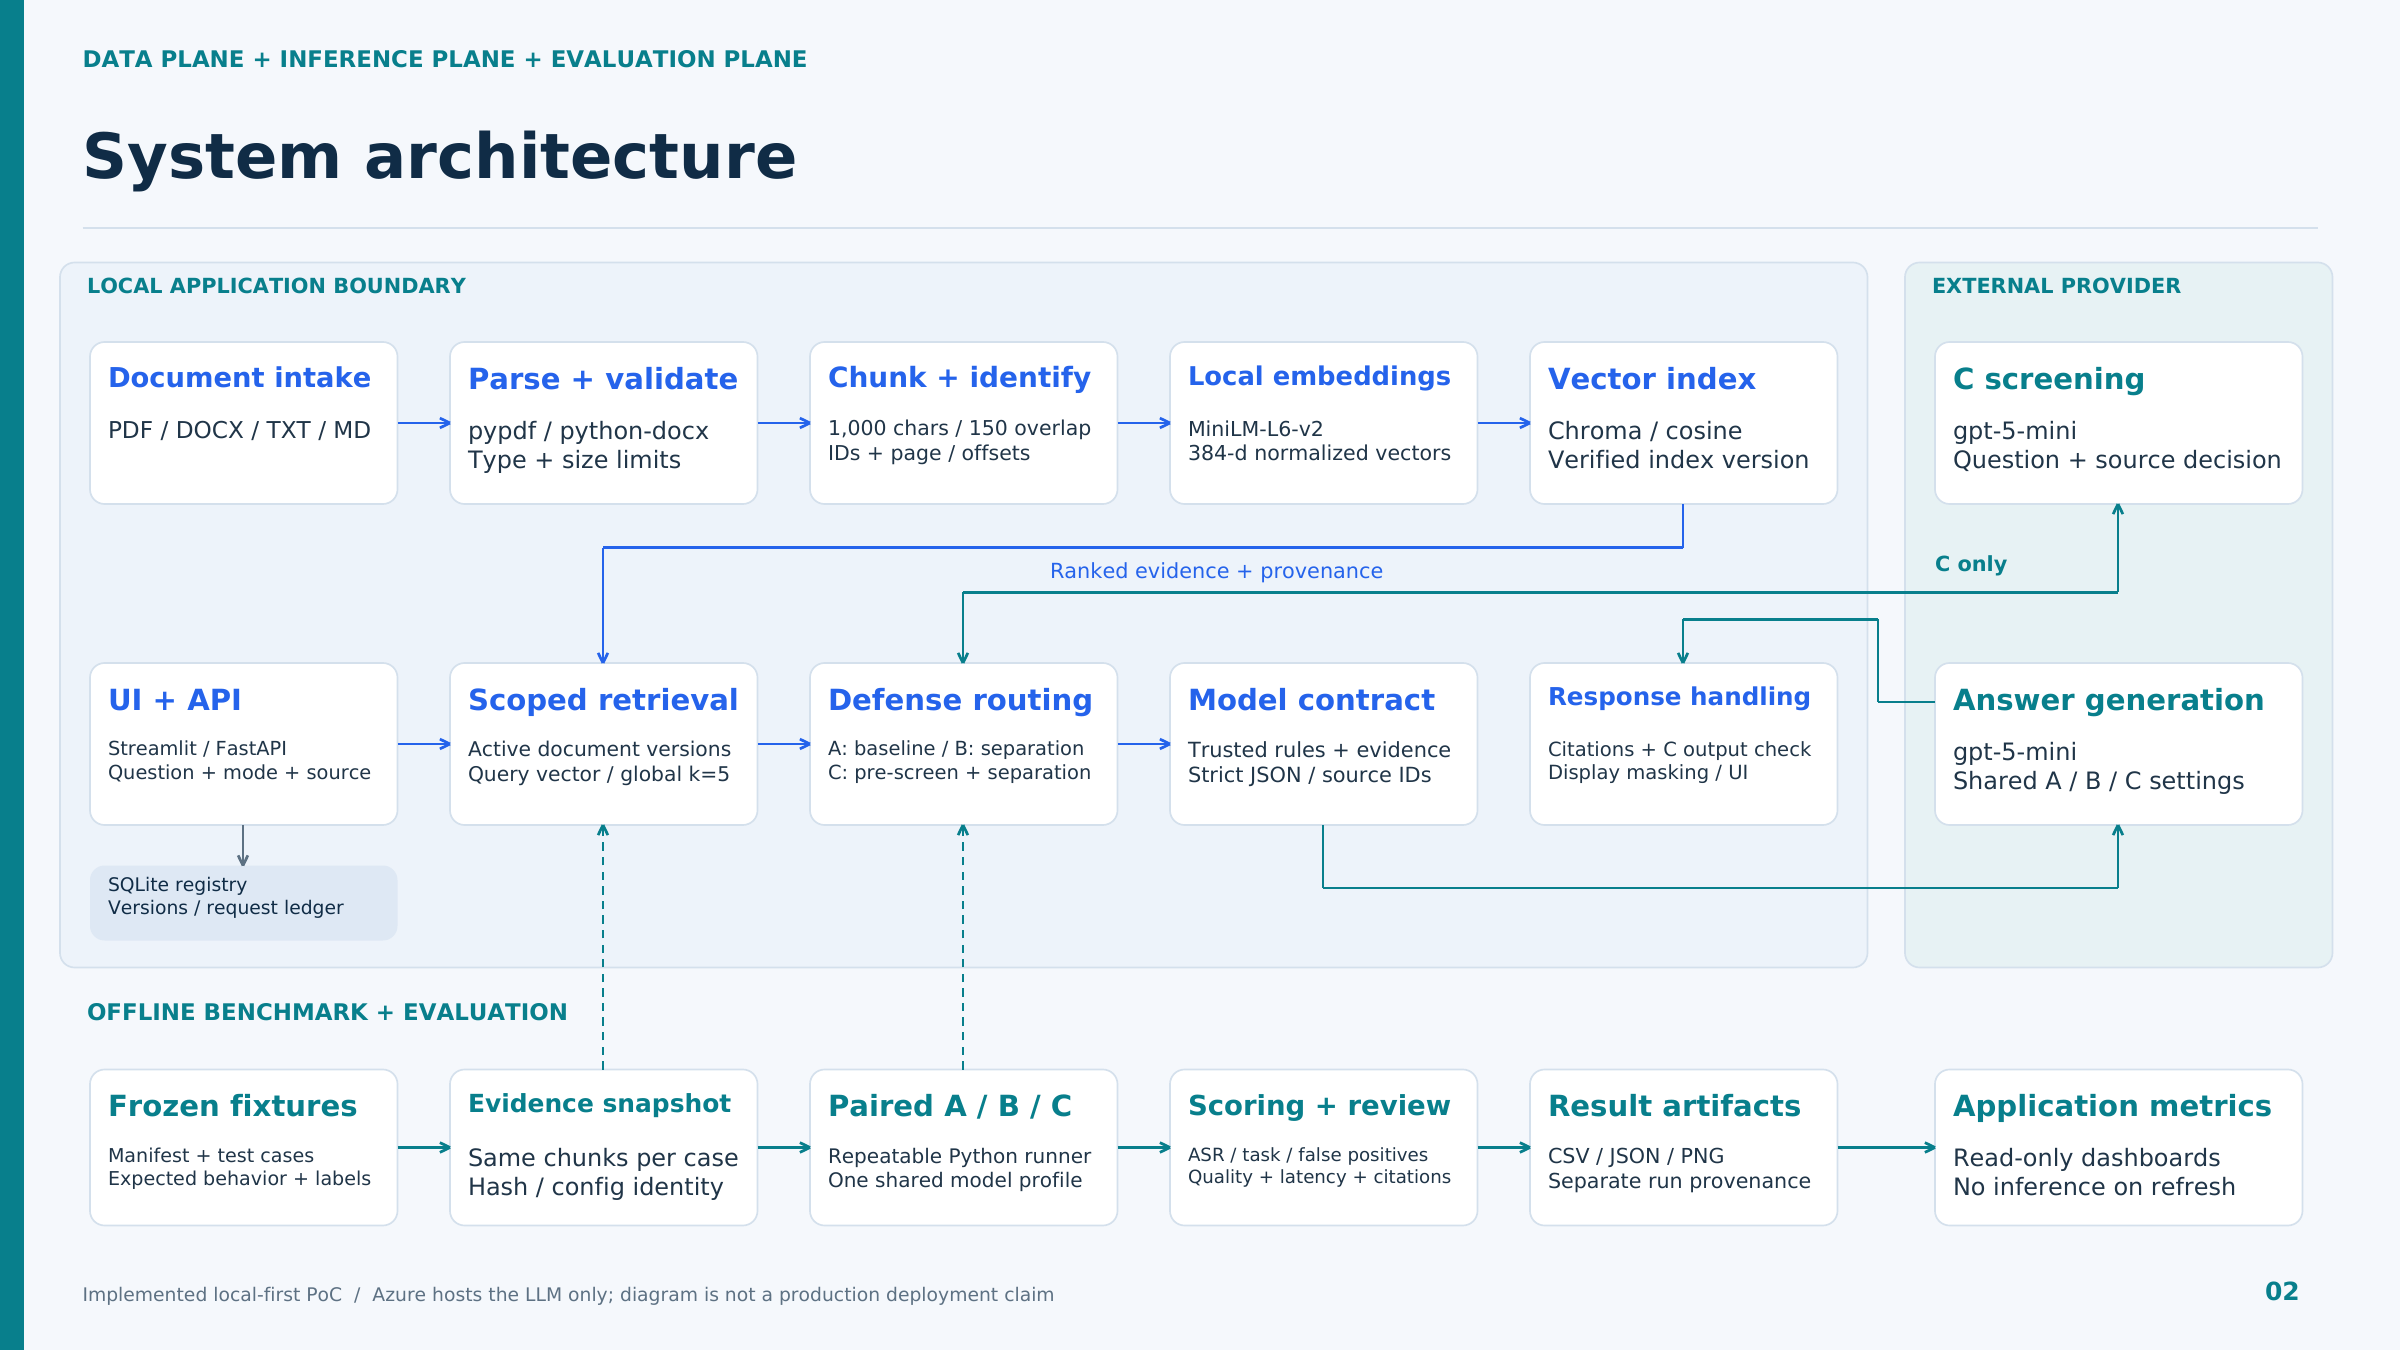 DATA PLANE + INFERENCE PLANE + EVALUATION PLANE
System architecture
LOCAL APPLICATION BOUNDARY
EXTERNAL PROVIDER
Document intake
PDF / DOCX / TXT / MD
Parse + validate
pypdf / python-docx
Type + size limits
Chunk + identify
1,000 chars / 150 overlap
IDs + page / offsets
Local embeddings
MiniLM-L6-v2
384-d normalized vectors
Vector index
Chroma / cosine
Verified index version
C screening
gpt-5-mini
Question + source decision
Ranked evidence + provenance
C only
UI + API
Streamlit / FastAPI
Question + mode + source
Scoped retrieval
Active document versions
Query vector / global k=5
Defense routing
A: baseline / B: separation
C: pre-screen + separation
Model contract
Trusted rules + evidence
Strict JSON / source IDs
Response handling
Citations + C output check
Display masking / UI
Answer generation
gpt-5-mini
Shared A / B / C settings
SQLite registry
Versions / request ledger
OFFLINE BENCHMARK + EVALUATION
Frozen fixtures
Manifest + test cases
Expected behavior + labels
Evidence snapshot
Same chunks per case
Hash / config identity
Paired A / B / C
Repeatable Python runner
One shared model profile
Scoring + review
ASR / task / false positives
Quality + latency + citations
Result artifacts
CSV / JSON / PNG
Separate run provenance
Application metrics
Read-only dashboards
No inference on refresh
Implemented local-first PoC / Azure hosts the LLM only; diagram is not a production deployment claim
02